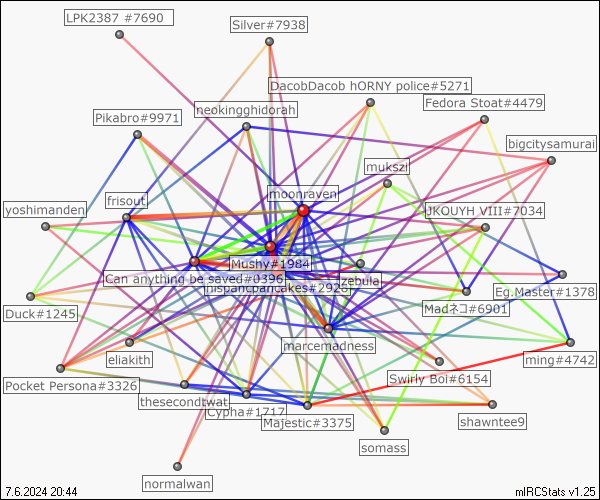 LPK2387 #7690
Silver#7938
DacobDacob hORNY police#5271
Fedora Stoat#4479
neokingghidorah
Pikabro#9971
bigcitysamurai
mukszi
moonraven
frisout
yoshimanden
JKOUYH VIII#7034
Mushy#1984
Can anything be saved#0396
zebula
Eg.Master#1378
Duck#1245
Madネコ#6901
marcemadness
eliakith
ming#4742
Swirly Boi#6154
Pocket Persona#3326
thesecondtwat
Cypha#1717
Majestic#3375
shawntee9
somass
normalwan
7.6.2024 20:44
mIRCStats v1.25